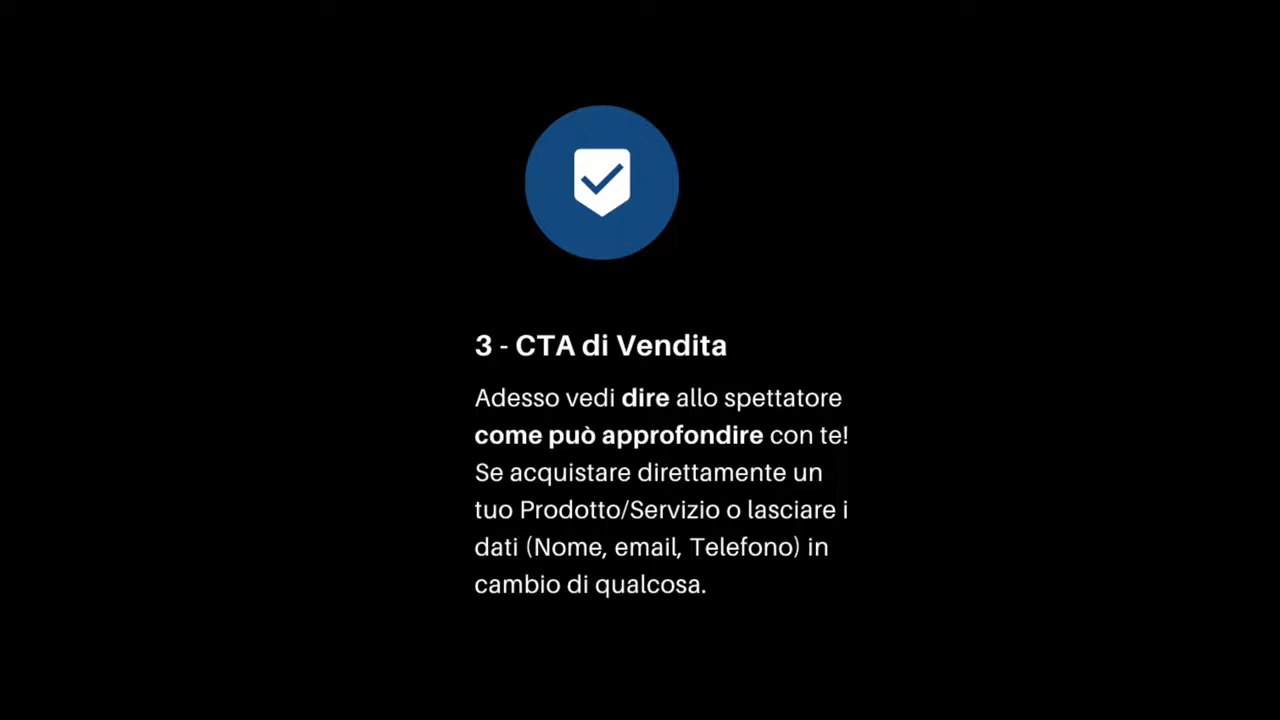 3 - CTA di Vendita
Adesso vedi dire allo spettatore
come può approfondire con te!
Se acquistare direttamente un
tuo Prodotto/Servizio o lasciare i
dati (Nome, email, Telefono) in
cambio di qualcosa.